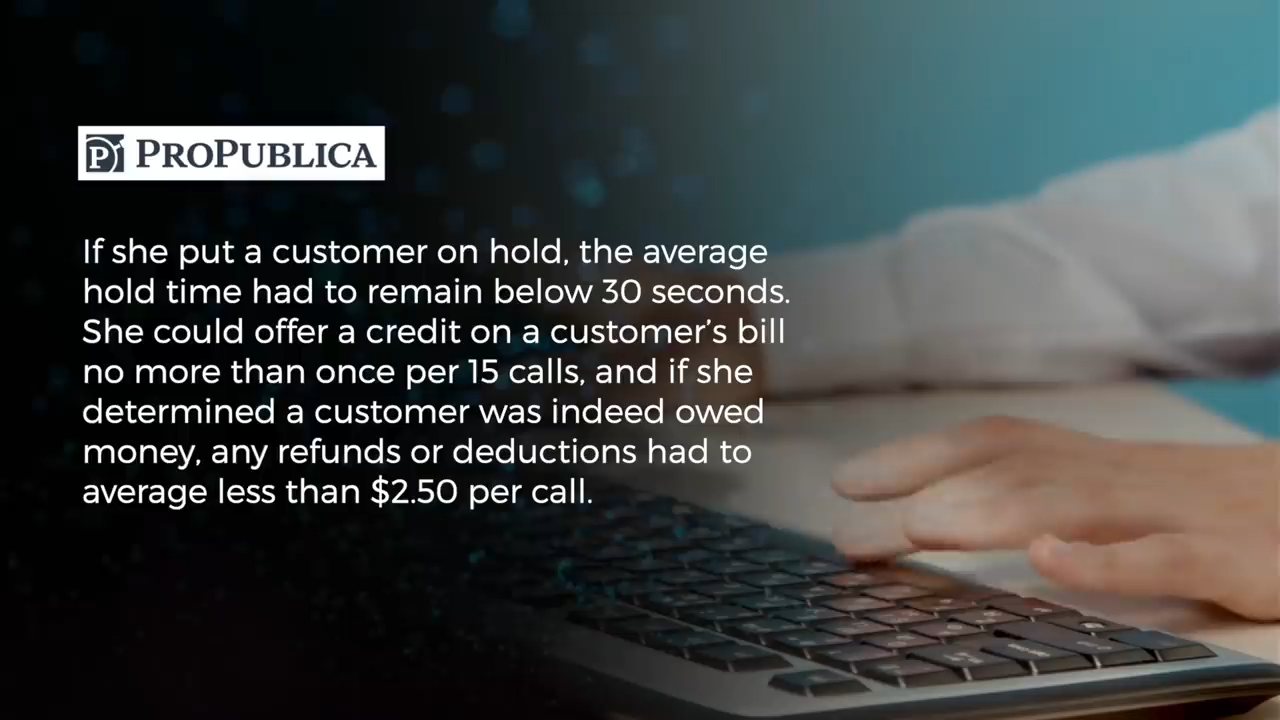 PROPUBLICA
If she put a customer on hold, the average
hold time had to remain below 30 seconds.
She could offer a credit on a customer’s bill
no more than once per 15 calls, and if she
determined a customer was indeed owed
money, any refunds or deductions had to
average less than $2.50 per call.